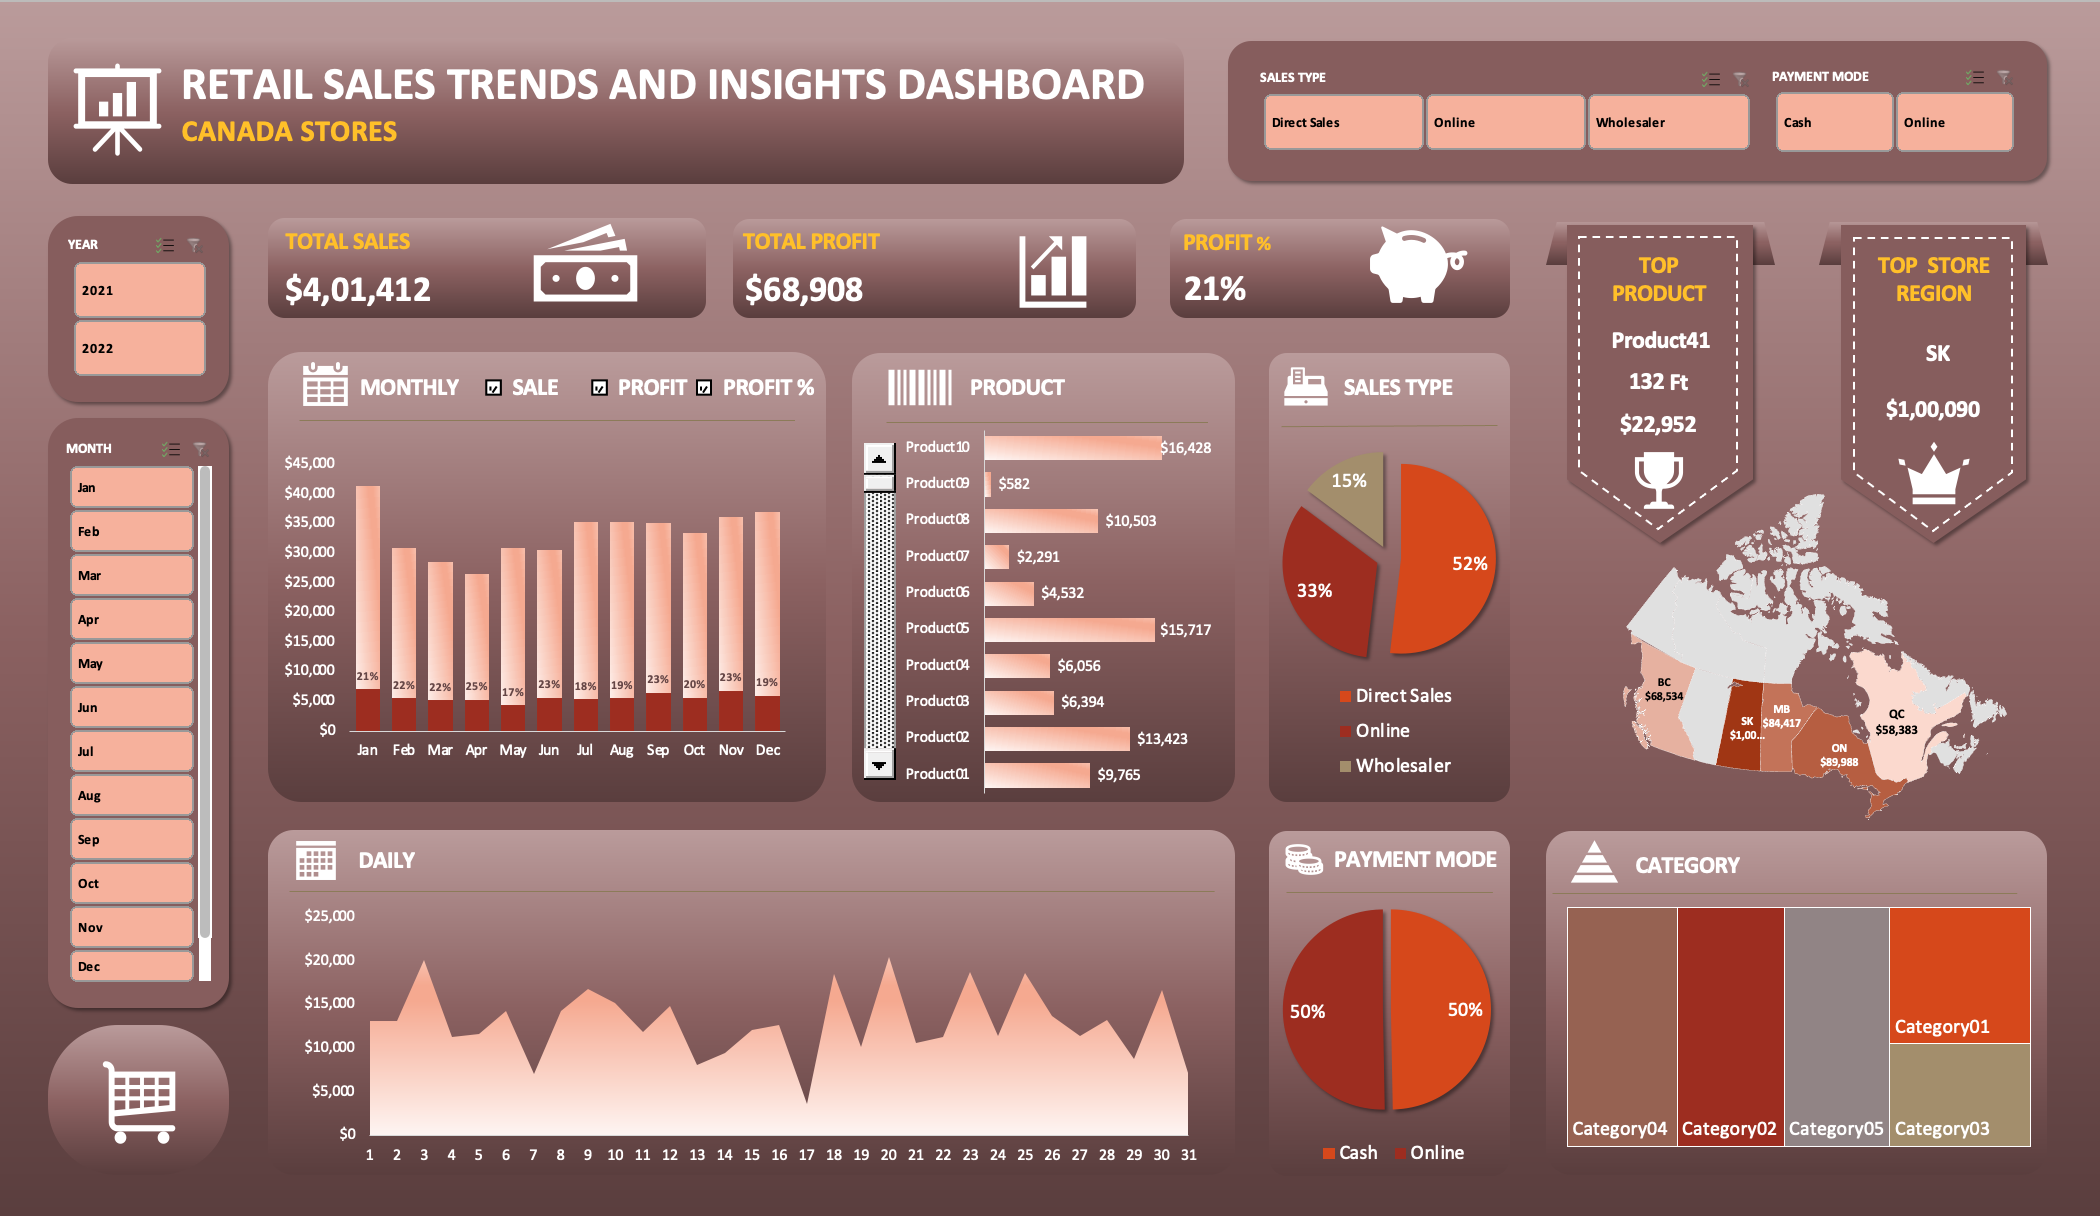 RETAIL SALES TRENDS AND INSIGHTS DASHBOARD
CANADA STORES
SALES TYPE
Direct Sales
Online
Wholesaler
PAYMENT MODE
Cash
Online
YEAR
2021
2022
MONTH
Jan
Feb
Mar
Apr
May
Jun
Jul
Aug
Sep
Oct
Nov
Dec
TOTAL SALES
$4,01,412
TOTAL PROFIT
$68,908
PROFIT %
21%
TOP
PRODUCT
Product41
132 Ft
$22,952
TOP STORE
REGION
SK
$1,00,090
MONTHLY SALE PROFIT PROFIT %
$45,000
$40,000
$35,000
$30,000
$25,000
$20,000
$15,000
$10,000
$5,000
$0
21% 22% 22% 25% 17% 23% 18% 19% 23% 20% 23% 19%
Jan Feb Mar Apr May Jun Jul Aug Sep Oct Nov Dec
PRODUCT
Product10 $16,428
Product09 $582
Product08 $10,503
Product07 $2,291
Product06 $4,532
Product05 $15,717
Product04 $6,056
Product03 $6,394
Product02 $13,423
Product01 $9,765
SALES TYPE
15%
52%
33%
Direct Sales
Online
Wholesaler
BC
$68,534
SK
$1,00...
MB
$84,417
ON
$89,988
QC
$58,383
DAILY
$25,000
$20,000
$15,000
$10,000
$5,000
$0
1 2 3 4 5 6 7 8 9 10 11 12 13 14 15 16 17 18 19 20 21 22 23 24 25 26 27 28 29 30 31
PAYMENT MODE
50% 50%
Cash Online
CATEGORY
Category04
Category02
Category05
Category01
Category03